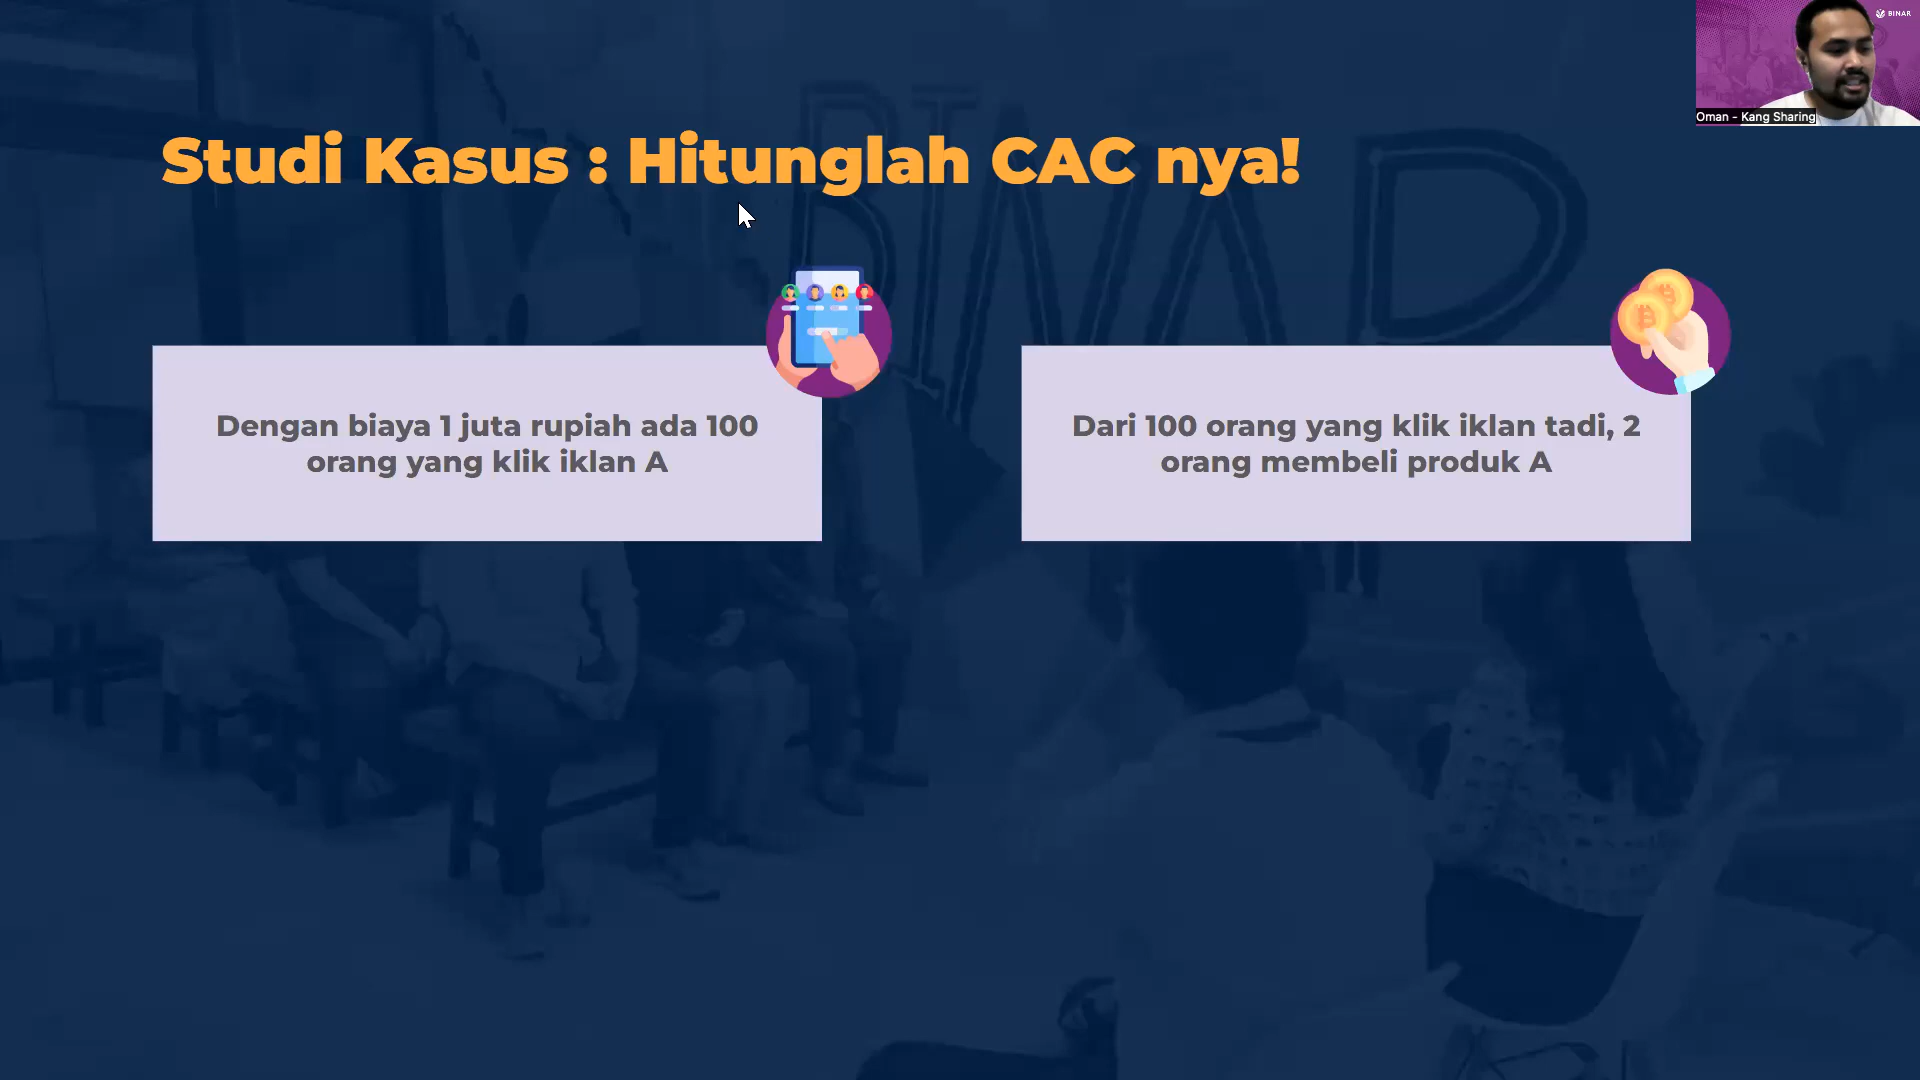 BINAR
Oman - Kang Sharing
Studi Kasus : Hitunglah CAC nya!
Dengan biaya 1 juta rupiah ada 100
orang yang klik iklan A
Dari 100 orang yang klik iklan tadi, 2
orang membeli produk A
BINAR